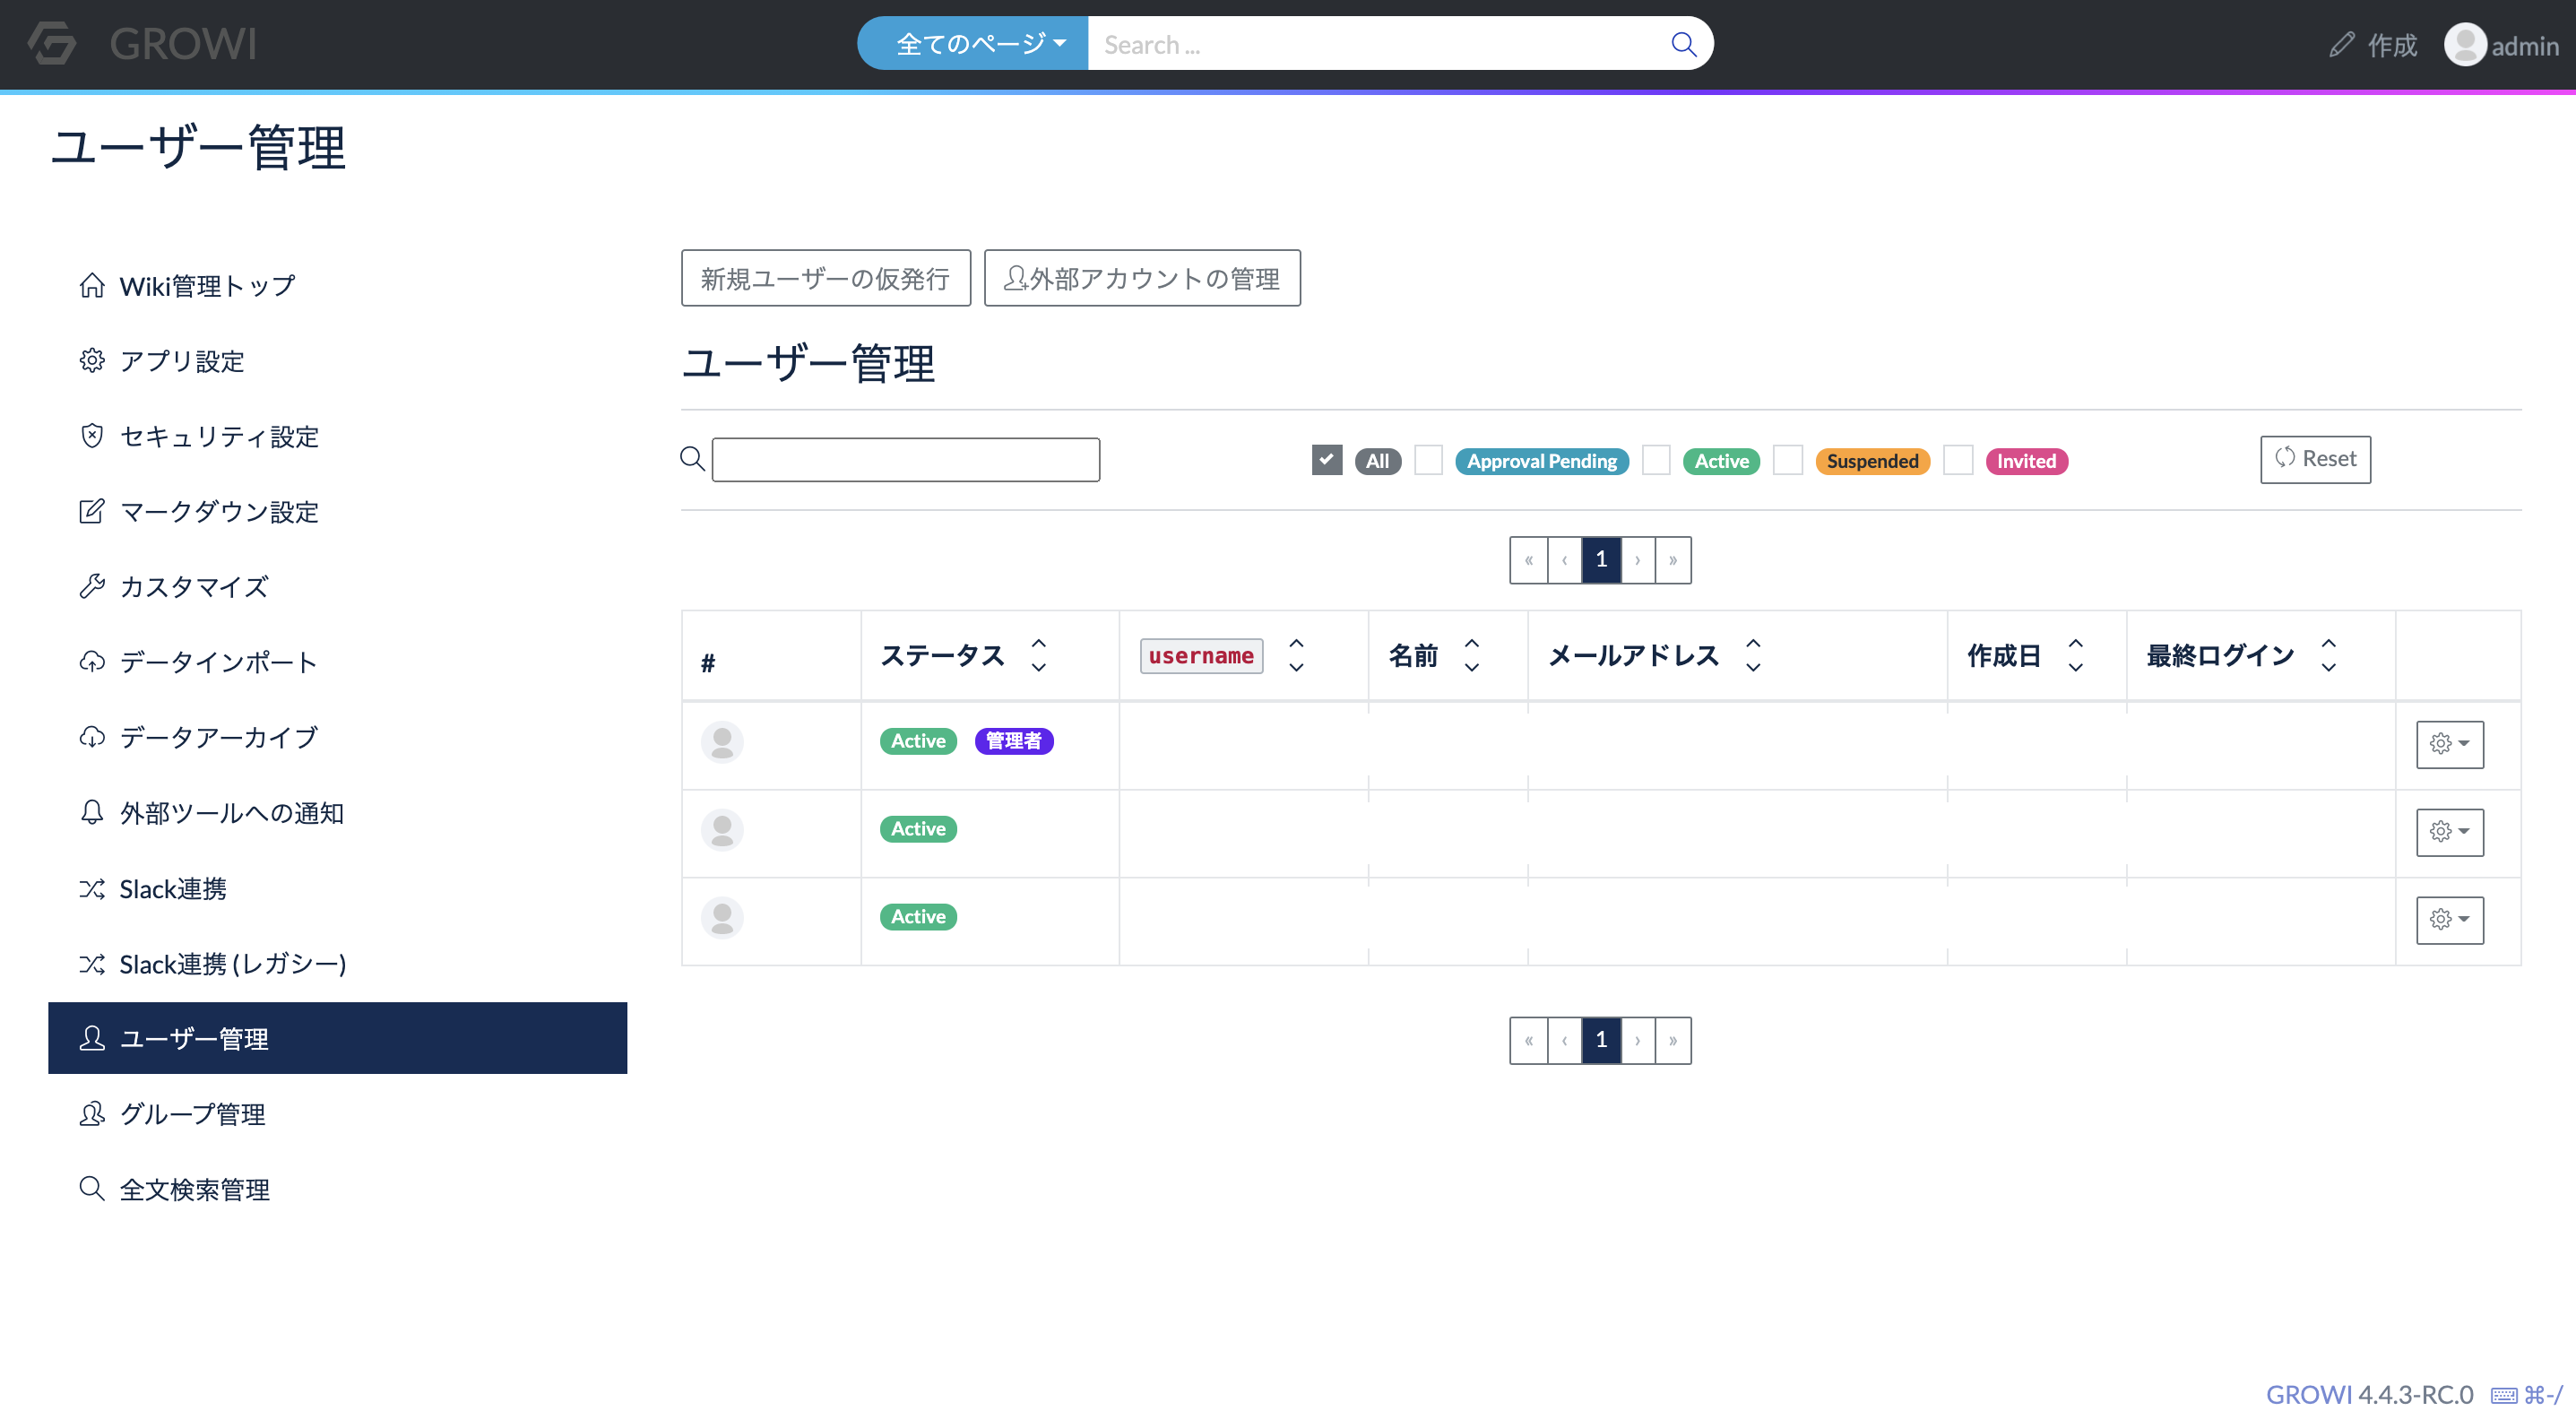 GROWI
全てのページ
Search ...
作成
admin
ユーザー管理
Wiki管理トップ
アプリ設定
セキュリティ設定
マークダウン設定
カスタマイズ
データインポート
データアーカイブ
外部ツールへの通知
Slack連携
Slack連携 (レガシー)
ユーザー管理
グループ管理
全文検索管理
新規ユーザーの仮発行 外部アカウントの管理
ユーザー管理
All Approval Pending Active Suspended Invited Reset
« ‹ 1 › »
# ステータス username 名前 メールアドレス 作成日 最終ログイン
Active 管理者
Active
Active
« ‹ 1 › »
GROWI 4.4.3-RC.0 ⌘-/